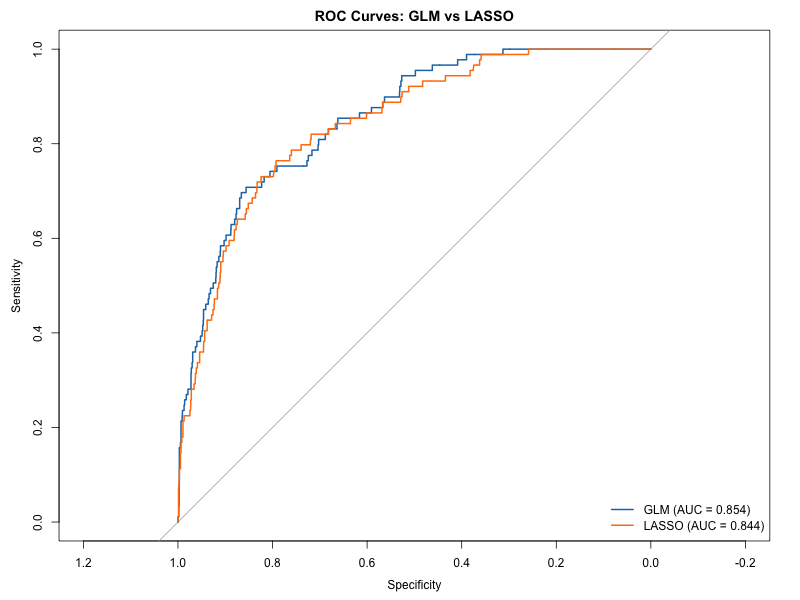 ROC Curves: GLM vs LASSO
Sensitivity
1.0
0.8
0.6
0.4
0.2
0.0
GLM (AUC = 0.854)
LASSO (AUC = 0.844)
1.2 1.0 0.8 0.6 0.4 0.2 0.0 -0.2
Specificity